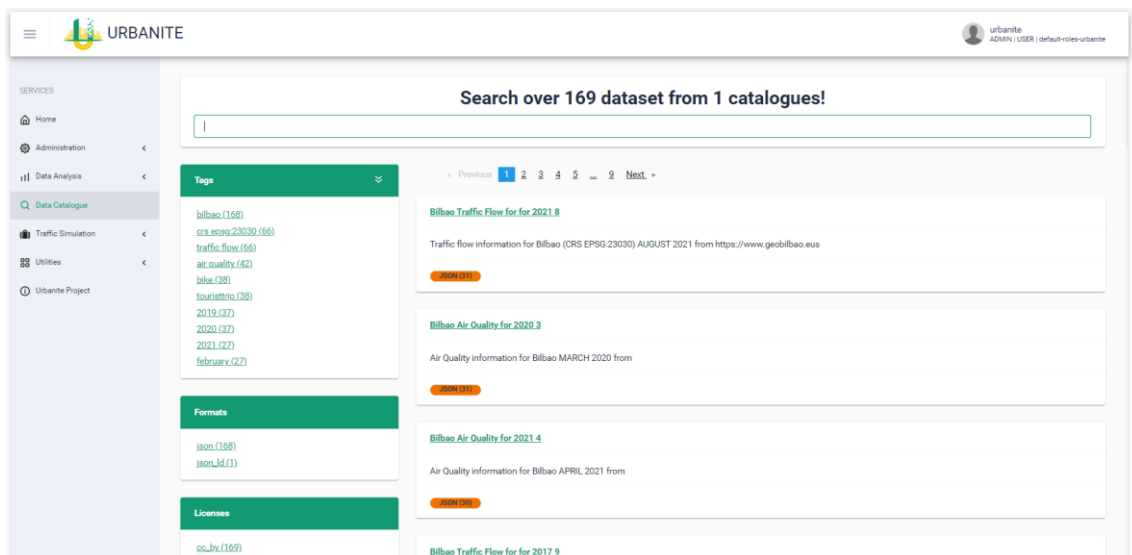 URBANITE
urbanite
ADMIN | USER | default-roles-urbanite
SERVICES
Home
Administration
Data Analysis
Data Catalogue
Traffic Simulation
Utilities
Urbanite Project
Search over 169 dataset from 1 catalogues!
Tags
bilbao (168)
crs epsg:23030 (66)
traffic flow (66)
air quality (42)
bike (38)
touristtrip (38)
2019 (37)
2020 (37)
2021 (27)
february (27)
Formats
json (168)
json_ld (1)
Licenses
cc_by (169)
« Previous 1 2 3 4 5 ... 9 Next »
Bilbao Traffic Flow for for 2021 8
Traffic flow information for Bilbao (CRS EPSG:23030) AUGUST 2021 from https://www.geobilbao.eus
JSON (31)
Bilbao Air Quality for 2020 3
Air Quality information for Bilbao MARCH 2020 from
JSON (31)
Bilbao Air Quality for 2021 4
Air Quality information for Bilbao APRIL 2021 from
JSON (30)
Bilbao Traffic Flow for for 2017 9